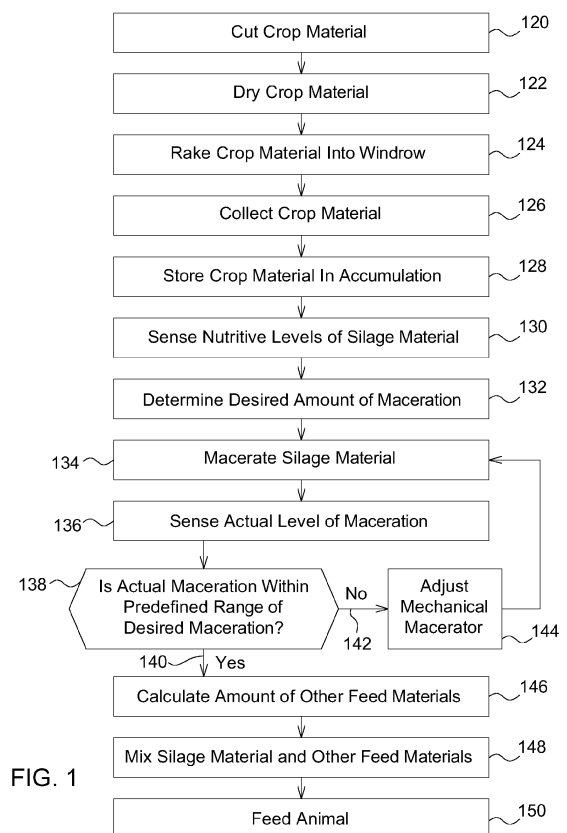 Cut Crop Material
120
Dry Crop Material
122
Rake Crop Material Into Windrow
124
Collect Crop Material
126
Store Crop Material In Accumulation
128
Sense Nutritive Levels of Silage Material
130
Determine Desired Amount of Maceration
132
134
Macerate Silage Material
136
Sense Actual Level of Maceration
138
Is Actual Maceration Within
Predefined Range of
Desired Maceration?
No
142
Adjust
Mechanical
Macerator
144
140
Yes
Calculate Amount of Other Feed Materials
146
Mix Silage Material and Other Feed Materials
148
FIG. 1
Feed Animal
150